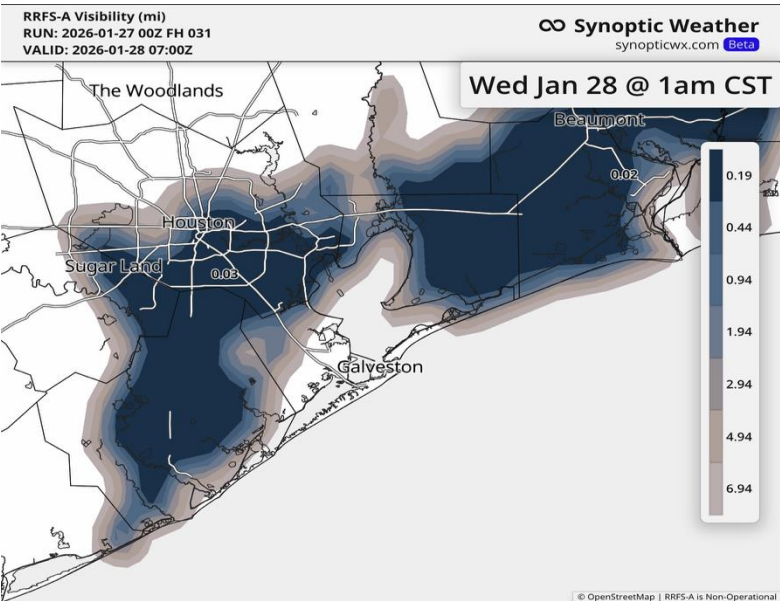 RRFS-A Visibility (mi)
RUN: 2026-01-27 00Z FH 031
VALID: 2026-01-28 07:00Z
Synoptic Weather
synopticwx.com Beta
Wed Jan 28 @ 1am CST
The Woodlands
Beaumont
0.02
Houston
Sugar Land
0.03
Galveston
0.19
0.44
0.94
1.94
2.94
4.94
6.94
© OpenStreetMap | RRFS-A is Non-Operational